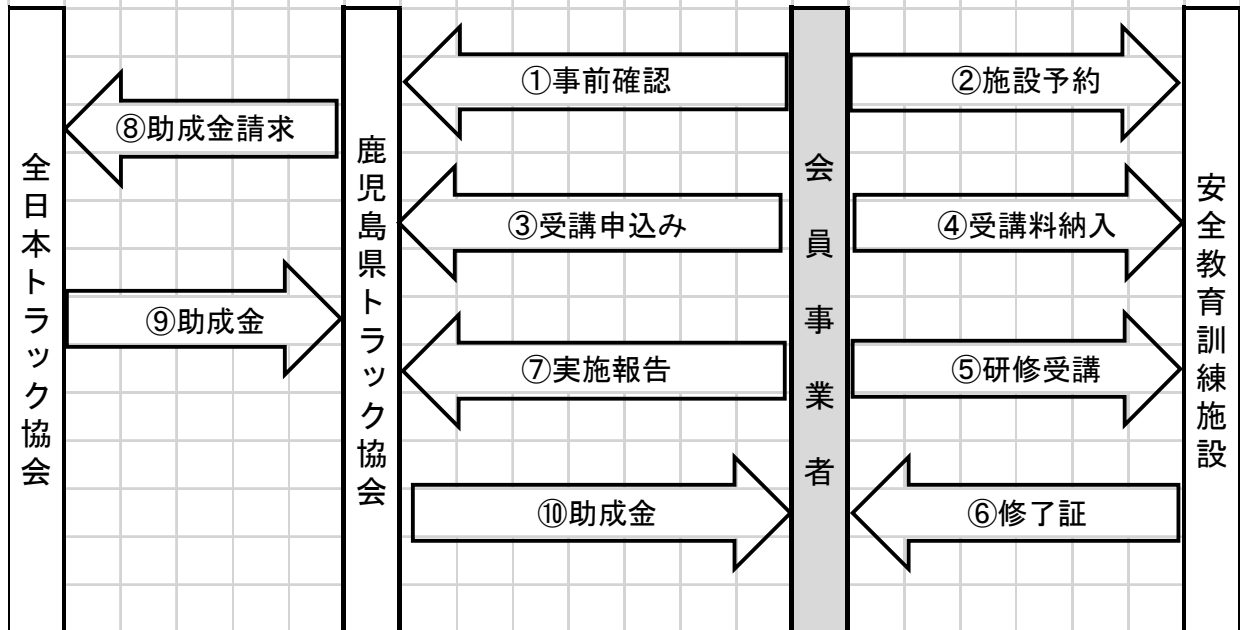 全日本トラック協会
⑧助成金請求
⑨助成金
鹿児島県トラック協会
①事前確認
③受講申込み
⑦実施報告
⑩助成金
会員事業者
②施設予約
④受講料納入
⑤研修受講
⑥修了証
安全教育訓練施設